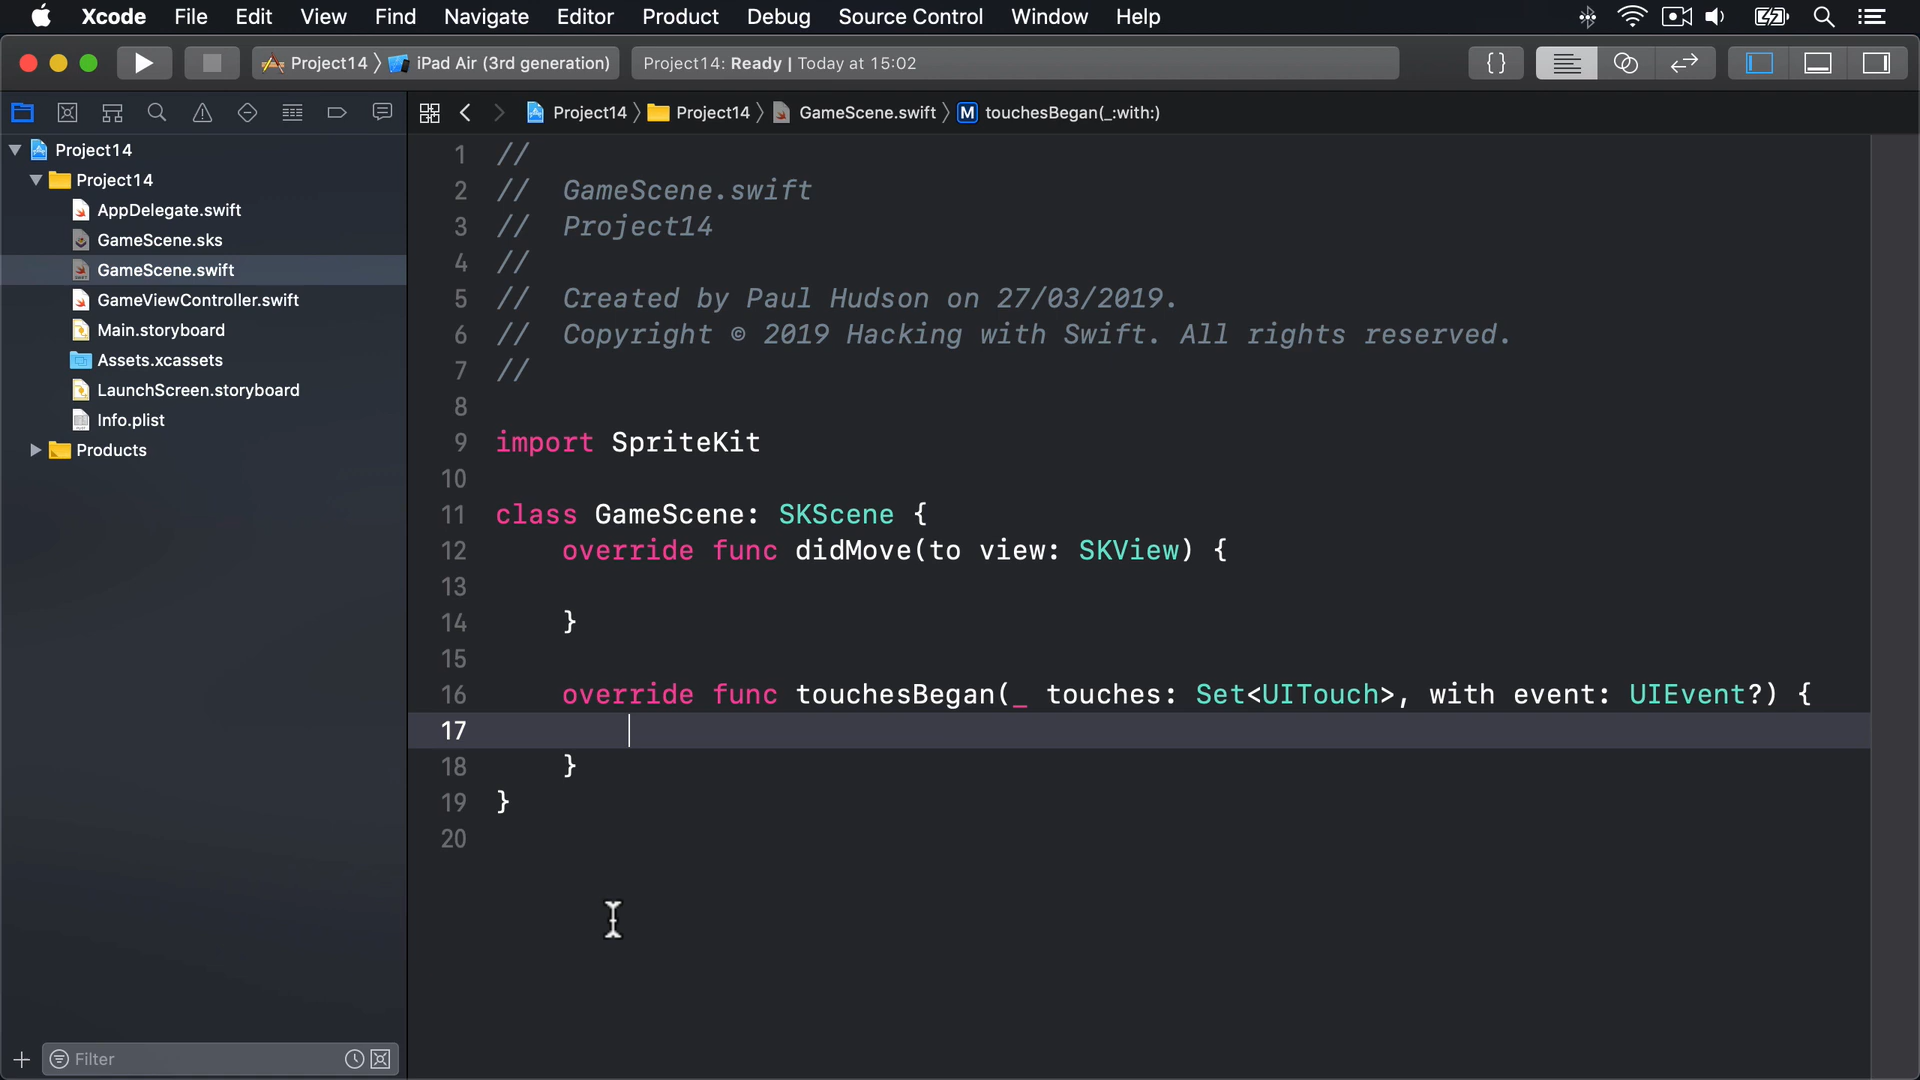 Xcode File Edit View Find Navigate Editor Product Debug Source Control Window Help
Project14 〉 iPad Air (3rd generation)
Project14: Ready | Today at 15:02
{}
Project14 〉 Project14 〉 GameScene.swift 〉 M touchesBegan(_:with:)
Project14
Project14
AppDelegate.swift
GameScene.sks
GameScene.swift
GameViewController.swift
Main.storyboard
Assets.xcassets
LaunchScreen.storyboard
Info.plist
Products
Filter
1 //
2 //  GameScene.swift
3 //  Project14
4 //
5 //  Created by Paul Hudson on 27/03/2019.
6 //  Copyright © 2019 Hacking with Swift. All rights reserved.
7 //
8
9 import SpriteKit
10
11 class GameScene: SKScene {
12     override func didMove(to view: SKView) {
13
14     }
15
16     override func touchesBegan(_ touches: Set<UITouch>, with event: UIEvent?) {
17
18     }
19 }
20